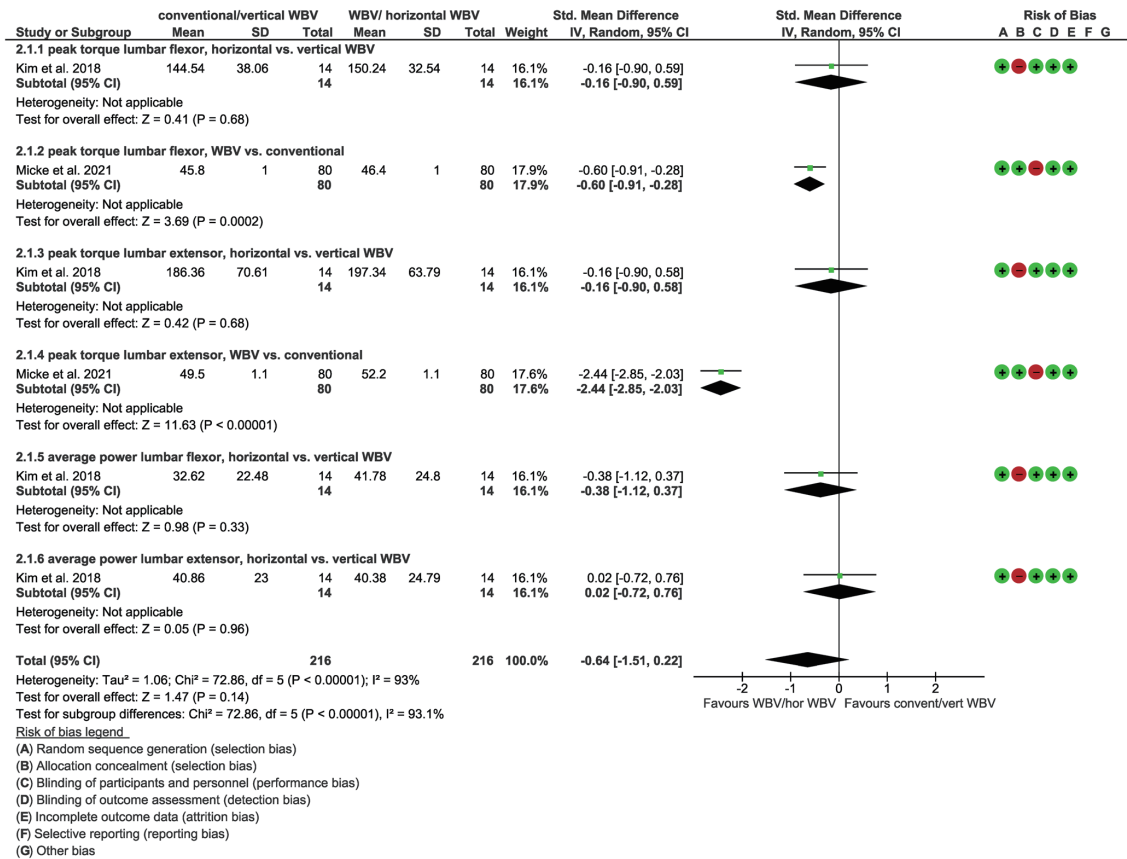 conventional/vertical WBV WBV/ horizontal WBV Std. Mean Difference Std. Mean Difference Risk of Bias
Study or Subgroup Mean SD Total Mean SD Total Weight IV, Random, 95% CI IV, Random, 95% CI A B C D E F G
2.1.1 peak torque lumbar flexor, horizontal vs. vertical WBV
Kim et al. 2018 144.54 38.06 14 150.24 32.54 14 16.1% -0.16 [-0.90, 0.59] + − + + +
Subtotal (95% CI) 14 14 16.1% -0.16 [-0.90, 0.59]
Heterogeneity: Not applicable
Test for overall effect: Z = 0.41 (P = 0.68)
2.1.2 peak torque lumbar flexor, WBV vs. conventional
Micke et al. 2021 45.8 1 80 46.4 1 80 17.9% -0.60 [-0.91, -0.28] + + − + +
Subtotal (95% CI) 80 80 17.9% -0.60 [-0.91, -0.28]
Heterogeneity: Not applicable
Test for overall effect: Z = 3.69 (P = 0.0002)
2.1.3 peak torque lumbar extensor, horizontal vs. vertical WBV
Kim et al. 2018 186.36 70.61 14 197.34 63.79 14 16.1% -0.16 [-0.90, 0.58] + − + + +
Subtotal (95% CI) 14 14 16.1% -0.16 [-0.90, 0.58]
Heterogeneity: Not applicable
Test for overall effect: Z = 0.42 (P = 0.68)
2.1.4 peak torque lumbar extensor, WBV vs. conventional
Micke et al. 2021 49.5 1.1 80 52.2 1.1 80 17.6% -2.44 [-2.85, -2.03] + + − + +
Subtotal (95% CI) 80 80 17.6% -2.44 [-2.85, -2.03]
Heterogeneity: Not applicable
Test for overall effect: Z = 11.63 (P < 0.00001)
2.1.5 average power lumbar flexor, horizontal vs. vertical WBV
Kim et al. 2018 32.62 22.48 14 41.78 24.8 14 16.1% -0.38 [-1.12, 0.37] + − + + +
Subtotal (95% CI) 14 14 16.1% -0.38 [-1.12, 0.37]
Heterogeneity: Not applicable
Test for overall effect: Z = 0.98 (P = 0.33)
2.1.6 average power lumbar extensor, horizontal vs. vertical WBV
Kim et al. 2018 40.86 23 14 40.38 24.79 14 16.1% 0.02 [-0.72, 0.76] + − + + +
Subtotal (95% CI) 14 14 16.1% 0.02 [-0.72, 0.76]
Heterogeneity: Not applicable
Test for overall effect: Z = 0.05 (P = 0.96)
Total (95% CI) 216 216 100.0% -0.64 [-1.51, 0.22]
Heterogeneity: Tau² = 1.06; Chi² = 72.86, df = 5 (P < 0.00001); I² = 93%
Test for overall effect: Z = 1.47 (P = 0.14)
Test for subgroup differences: Chi² = 72.86, df = 5 (P < 0.00001), I² = 93.1%
-2 -1 0 1 2
Favours WBV/hor WBV Favours convent/vert WBV
Risk of bias legend
(A) Random sequence generation (selection bias)
(B) Allocation concealment (selection bias)
(C) Blinding of participants and personnel (performance bias)
(D) Blinding of outcome assessment (detection bias)
(E) Incomplete outcome data (attrition bias)
(F) Selective reporting (reporting bias)
(G) Other bias